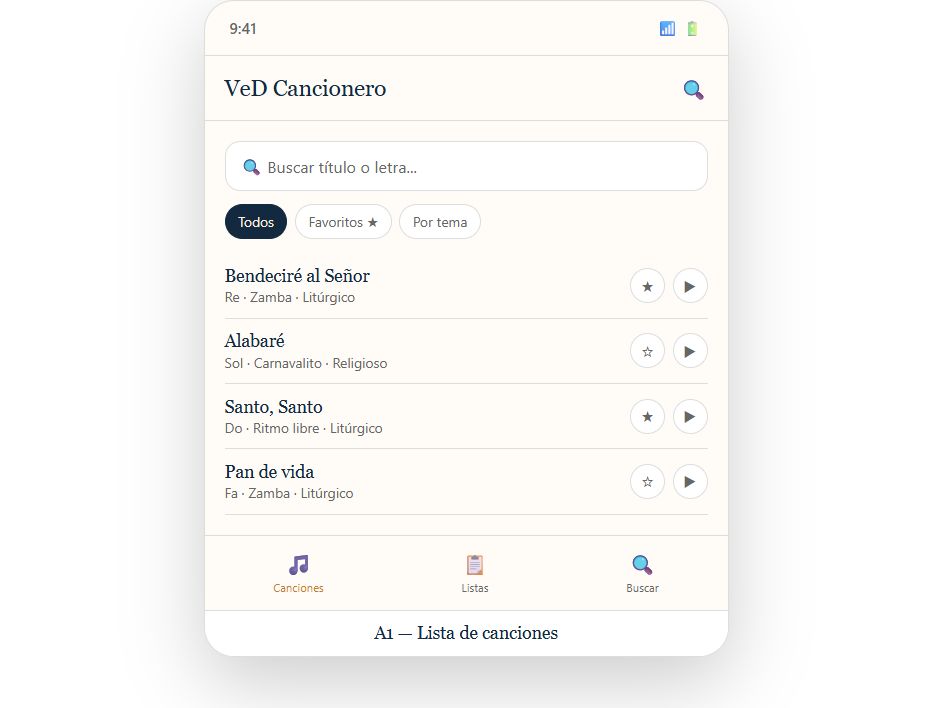 9:41
VeD Cancionero
Buscar título o letra...
Todos
Favoritos ★
Por tema
Bendeciré al Señor
Re · Zamba · Litúrgico
Alabaré
Sol · Carnavalito · Religioso
Santo, Santo
Do · Ritmo libre · Litúrgico
Pan de vida
Fa · Zamba · Litúrgico
Canciones
Listas
Buscar
A1 — Lista de canciones